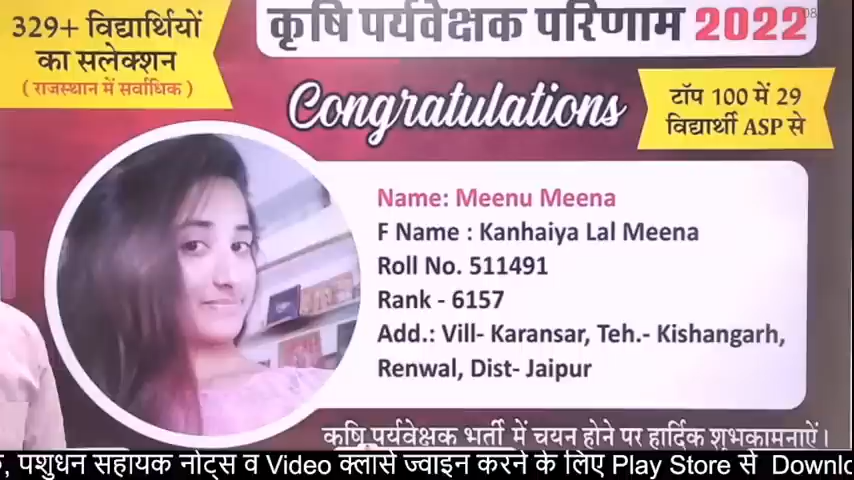 329+ विद्यार्थियों
का सलेक्शन
( राजस्थान में सर्वाधिक )
कृषि पर्यवेक्षक परिणाम 2022
08
Congratulations
टॉप 100 में 29
विद्यार्थी ASP से
Name: Meenu Meena
F Name : Kanhaiya Lal Meena
Roll No. 511491
Rank - 6157
Add.: Vill- Karansar, Teh.- Kishangarh,
Renwal, Dist- Jaipur
कृषि पर्यवेक्षक भर्ती में चयन होने पर हार्दिक शुभकामनाऐं।
पशुधन सहायक नोट्स व Video क्लासें ज्वाइन करने के लिए Play Store से Downlo